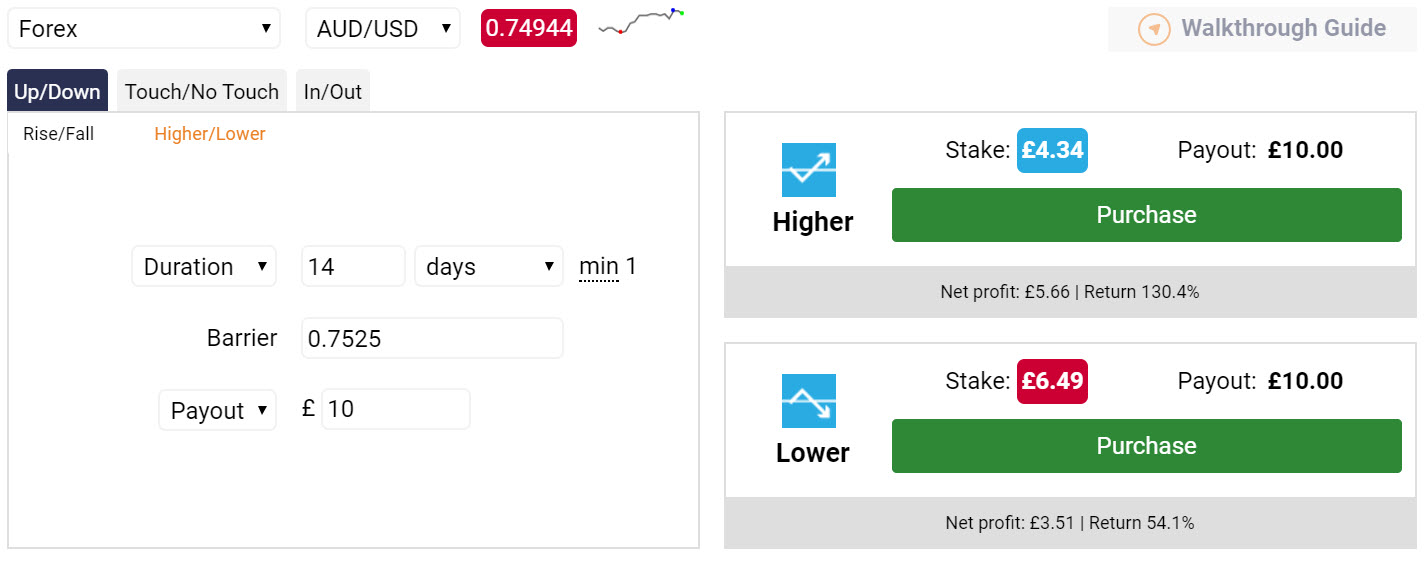 Forex AUD/USD 0.74944 Walkthrough Guide
Up/Down Touch/No Touch In/Out
Rise/Fall Higher/Lower
Duration 14 days min 1
Barrier 0.7525
Payout £ 10
Stake: £4.34 Payout: £10.00
Higher
Purchase
Net profit: £5.66 | Return 130.4%
Stake: £6.49 Payout: £10.00
Lower
Purchase
Net profit: £3.51 | Return 54.1%